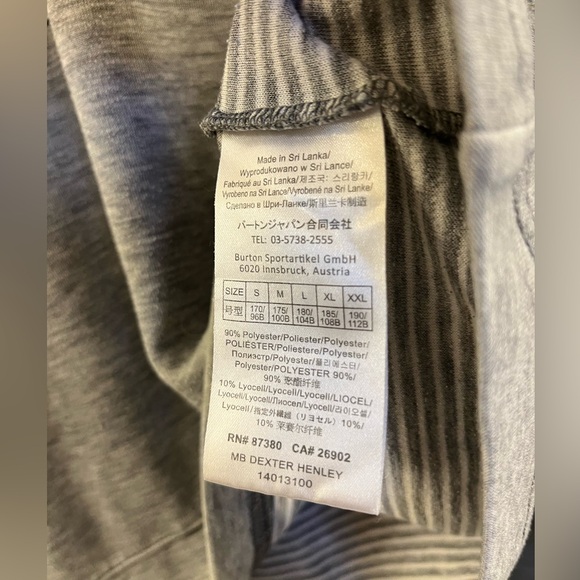 Made in Sri Lanka/
Wyprodukowano w Sri Lance/
Fabriqué au Sri Lanka/제조국: 스리랑카/
Vyrobeno na Srí Lance/Vyrobené na Srí Lanke/
Сделано в Шри-Ланке/斯里兰卡制造
バートンジャパン合同会社
TEL: 03-5738-2555
Burton Sportartikel GmbH
6020 Innsbruck, Austria
SIZE S M L XL XXL
号型 170/96B 175/100B 180/104B 185/108B 190/112B
90% Polyester/Polyester/Polyester/
POLIÉSTER/Poliestere/Polyester/
Полиэстр/Polyester/폴리에스터/
Polyester/POLYESTER 90%/
90% 聚酯纤维
10% Lyocell/Lyocell/Lyocell/LIOCEL/
Lyocell/Lyocell/Лиосел/Lyocell/라이오셀/
Lyocell/指定外繊維（リヨセル）10%/
10% 莱赛尔纤维
RN# 87380 CA# 26902
MB DEXTER HENLEY
14013100